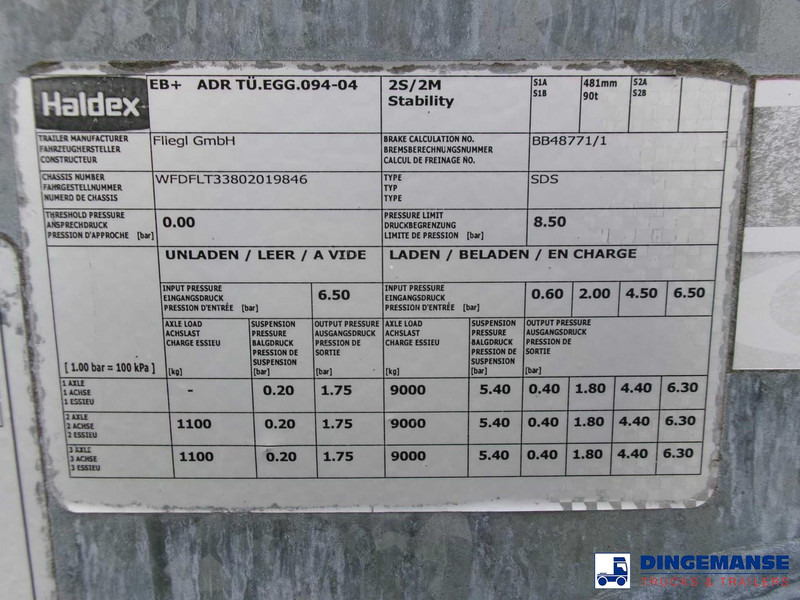 Haldex
EB+ ADR TÜ.EGG.094-04
2S/2M
Stability
S1A
S1B
481mm
90t
S2A
S2B
TRAILER MANUFACTURER
FAHRZEUGHERSTELLER
CONSTRUCTEUR
Fliegl GmbH
BRAKE CALCULATION NO.
BREMSBERECHNUNGSNUMMER
CALCUL DE FREINAGE NO.
BB48771/1
CHASSIS NUMBER
FAHRGESTELLNUMMER
NUMERO DE CHASSIS
WFDFLT33802019846
TYPE
TYP
TYPE
SDS
THRESHOLD PRESSURE
ANSPRECHDRUCK
PRESSION D'APPROCHE [bar]
0.00
PRESSURE LIMIT
DRUCKBEGRENZUNG
LIMITE DE PRESSION [bar]
8.50
UNLADEN / LEER / A VIDE
LADEN / BELADEN / EN CHARGE
INPUT PRESSURE
EINGANGSDRUCK
PRESSION D'ENTRÉE [bar]
6.50
INPUT PRESSURE
EINGANGSDRUCK
PRESSION D'ENTRÉE [bar]
0.60 2.00 4.50 6.50
[ 1.00 bar = 100 kPa ]
AXLE LOAD
ACHSLAST
CHARGE ESSIEU
[kg]
SUSPENSION
PRESSURE
BALGDRUCK
PRESSION DE
SUSPENSION
[bar]
OUTPUT PRESSURE
AUSGANGSDRUCK
PRESSION DE
SORTIE
[bar]
AXLE LOAD
ACHSLAST
CHARGE ESSIEU
[kg]
SUSPENSION
PRESSURE
BALGDRUCK
PRESSION DE
SUSPENSION
[bar]
OUTPUT PRESSURE
AUSGANGSDRUCK
PRESSION DE
SORTIE
[bar]
1 AXLE
1 ACHSE
1 ESSIEU
- 0.20 1.75 9000 5.40 0.40 1.80 4.40 6.30
2 AXLE
2 ACHSE
2 ESSIEU
1100 0.20 1.75 9000 5.40 0.40 1.80 4.40 6.30
3 AXLE
3 ACHSE
3 ESSIEU
1100 0.20 1.75 9000 5.40 0.40 1.80 4.40 6.30
DINGEMANSE
TRUCKS & TRAILERS